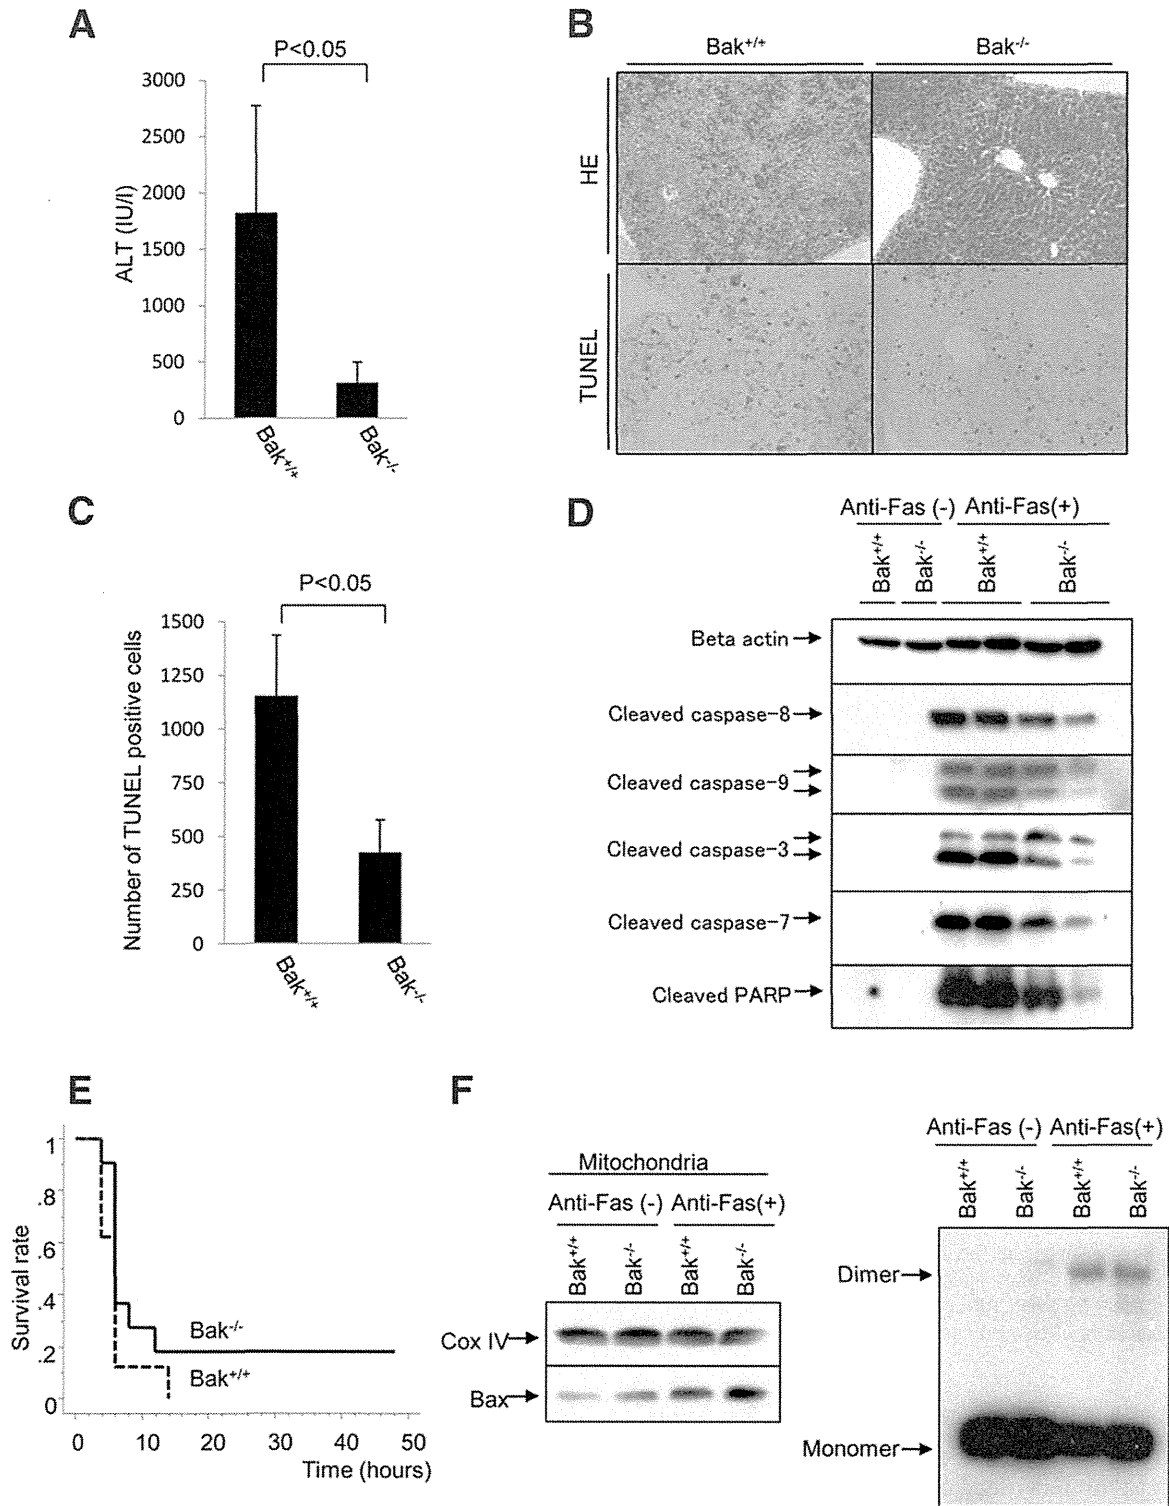 A
P<0.05
3000
2500
2000
1500
1000
500
0
ALT (IU/l)
Bak+/+
Bak-/-
B
Bak+/+
Bak-/-
HE
TUNEL
C
P<0.05
1500
1250
1000
750
500
250
0
Number of TUNEL positive cells
Bak+/+
Bak-/-
D
Anti-Fas (-) Anti-Fas(+)
Bak+/+
Bak-/-
Bak+/+
Bak-/-
Beta actin
Cleaved caspase-8
Cleaved caspase-9
Cleaved caspase-3
Cleaved caspase-7
Cleaved PARP
E
1
.8
.6
.4
.2
0
Survival rate
Bak-/-
Bak+/+
0 10 20 30 40 50
Time (hours)
F
Mitochondria
Anti-Fas (-) Anti-Fas(+)
Bak+/+
Bak-/-
Bak+/+
Bak-/-
Cox IV
Bax
Anti-Fas (-) Anti-Fas(+)
Bak+/+
Bak-/-
Bak+/+
Bak-/-
Dimer
Monomer